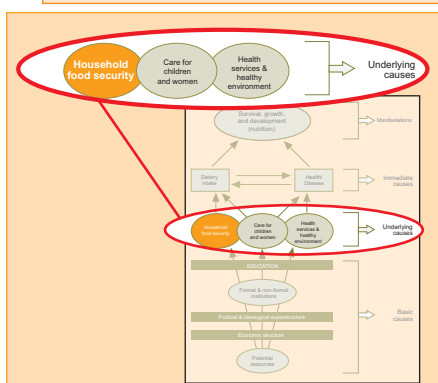 Household
food security
Care for
children
and women
Health
services &
healthy
environment
Underlying
causes
Survival, growth,
and development
(nutrition)
Manifestations
Dietary
intake
Health/
Disease
Immediate
causes
Household
food security
Care for
children
and women
Health
services &
healthy
environment
Underlying
causes
EDUCATION
Formal & non-formal
institutions
Political & ideological superstructure
Economic structure
Potential
resources
Basic
causes